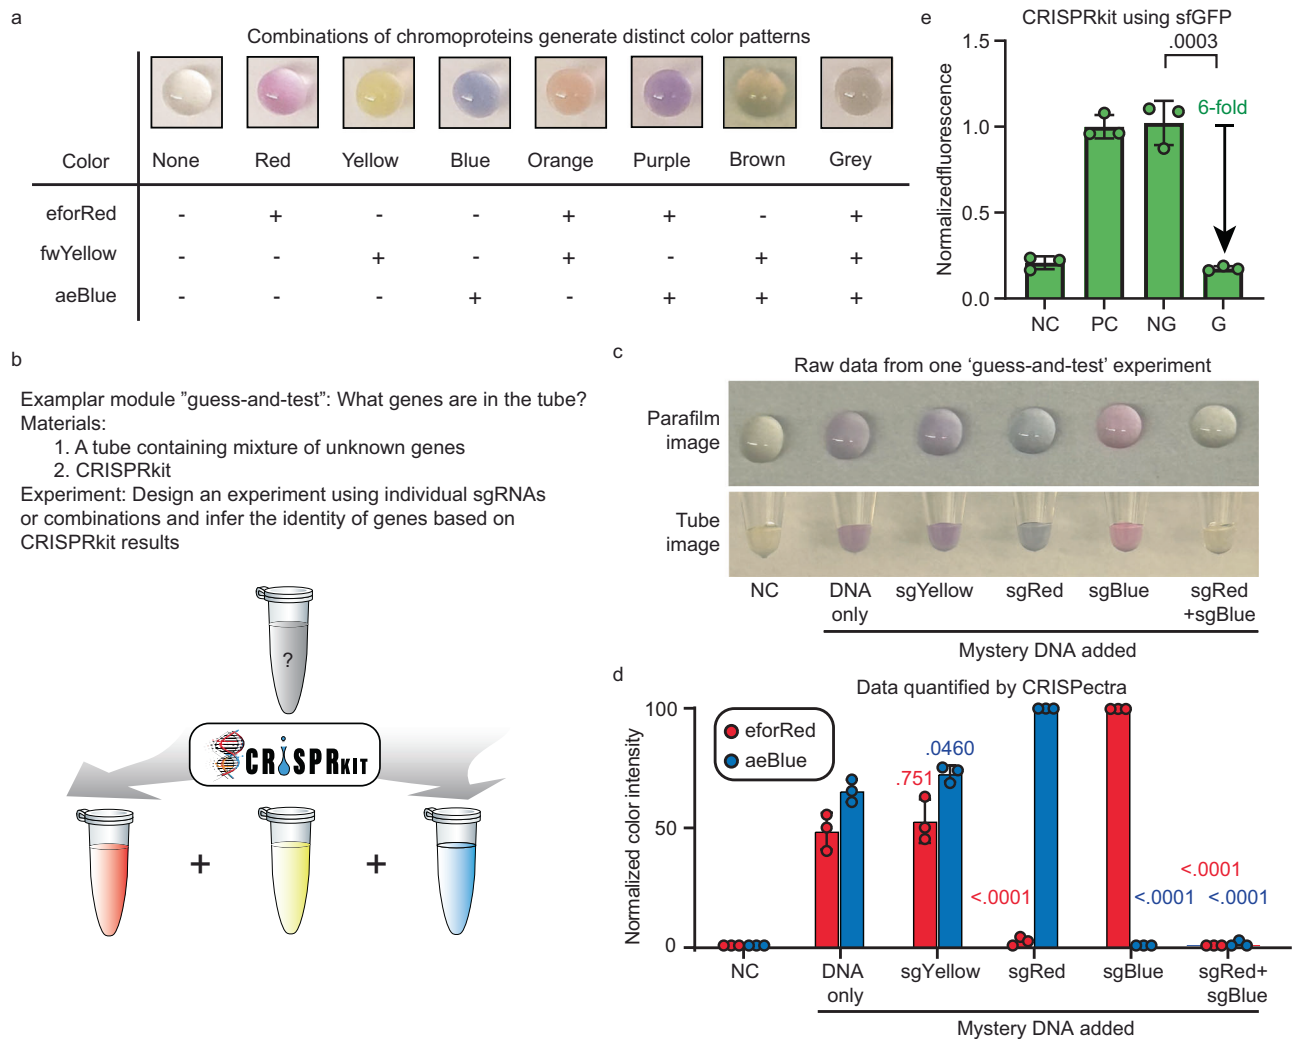 a
Combinations of chromoproteins generate distinct color patterns
Color None Red Yellow Blue Orange Purple Brown Grey
eforRed - + - - + + - +
fwYellow - - + - + - + +
aeBlue - - - + - + + +
b
Examplar module ”guess-and-test”: What genes are in the tube?
Materials:
1. A tube containing mixture of unknown genes
2. CRISPRkit
Experiment: Design an experiment using individual sgRNAs
or combinations and infer the identity of genes based on
CRISPRkit results
?
CRISPRKIT
+ +
c
Raw data from one ‘guess-and-test’ experiment
Parafilm
image
Tube
image
NC DNA only sgYellow sgRed sgBlue sgRed +sgBlue
Mystery DNA added
d
Data quantified by CRISPectra
Normalized color intensity
100
50
0
eforRed
aeBlue
.751 .0460
<.0001 <.0001 <.0001 <.0001
NC DNA only sgYellow sgRed sgBlue sgRed+ sgBlue
Mystery DNA added
e
CRISPRkit using sfGFP
.0003
6-fold
Normalizedfluorescence
1.5
1.0
0.5
0.0
NC PC NG G